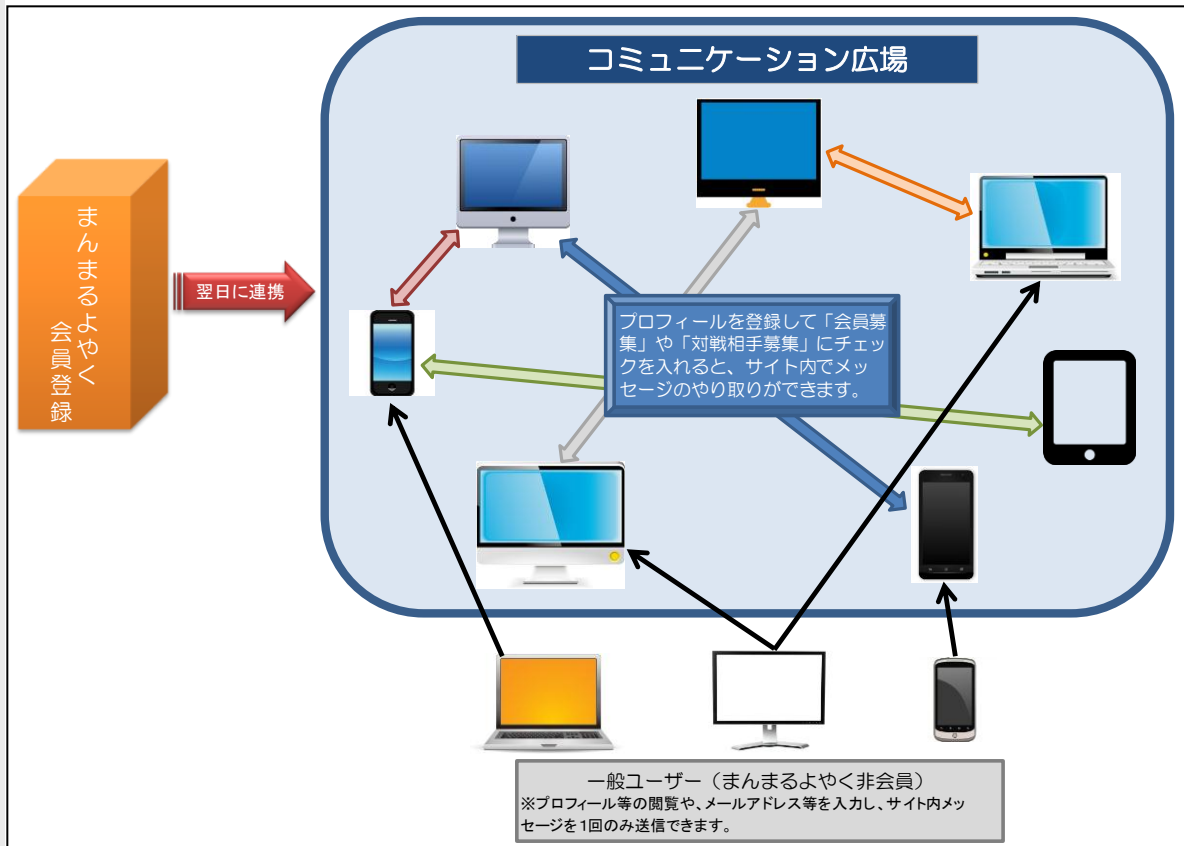 コミュニケーション広場
まんまるよやく
会員登録
翌日に連携
プロフィールを登録して「会員募
集」や「対戦相手募集」にチェッ
クを入れると、サイト内でメッ
セージのやり取りができます。
一般ユーザー（まんまるよやく非会員）
※プロフィール等の閲覧や、メールアドレス等を入力し、サイト内メッ
セージを1回のみ送信できます。